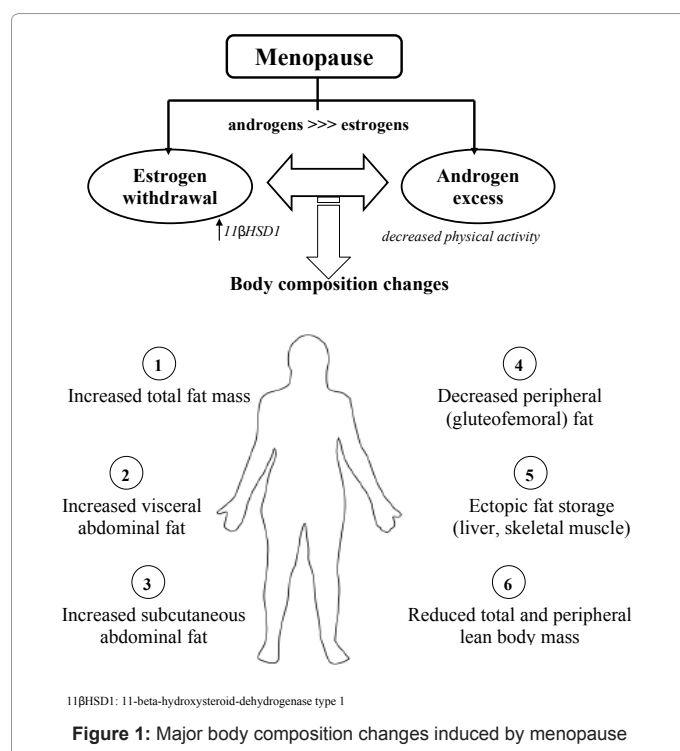 Menopause
androgens >>> estrogens
Estrogen
withdrawal
Androgen
excess
↑11βHSD1
decreased physical activity
Body composition changes
1
Increased total fat mass
2
Increased visceral
abdominal fat
3
Increased subcutaneous
abdominal fat
4
Decreased peripheral
(gluteofemoral) fat
5
Ectopic fat storage
(liver, skeletal muscle)
6
Reduced total and peripheral
lean body mass
11βHSD1: 11-beta-hydroxysteroid-dehydrogenase type 1
Figure 1: Major body composition changes induced by menopause